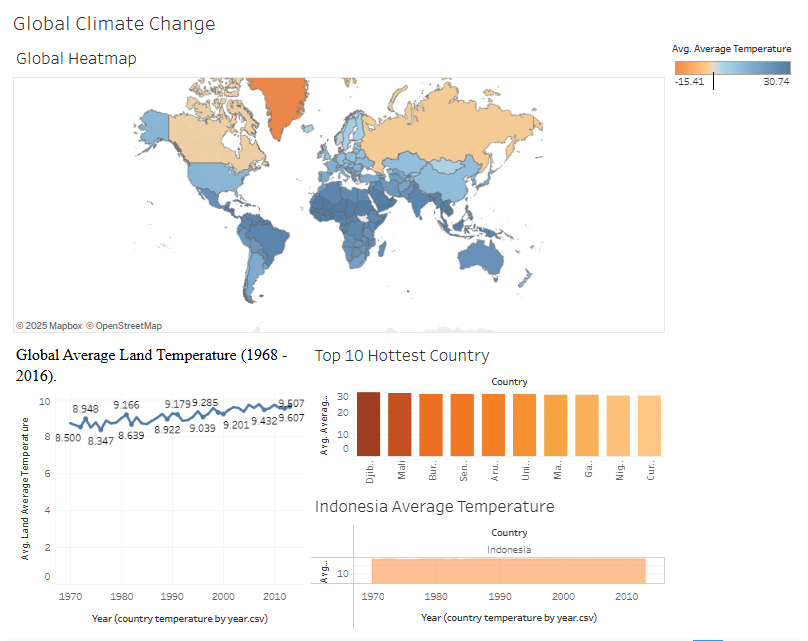 Global Climate Change
Global Heatmap
Avg. Average Temperature
-15.41 30.74
© 2025 Mapbox © OpenStreetMap
Global Average Land Temperature (1968 -
2016).
Avg. Land Average Temperature
10
8
6
4
2
0
8.500
8.948
8.347
9.166
8.639
8.922
9.179
9.285
9.039
9.201
9.432
9.507
9.607
1970 1980 1990 2000 2010
Year (country temperature by year.csv)
Top 10 Hottest Country
Country
Avg. Averag..
30
20
10
0
Djib..
Mali
Bur..
Sen..
Aru..
Uni..
Ma..
Ga..
Nig..
Cur..
Indonesia Average Temperature
Country
Indonesia
Avg..
10
1970 1980 1990 2000 2010
Year (country temperature by year.csv)